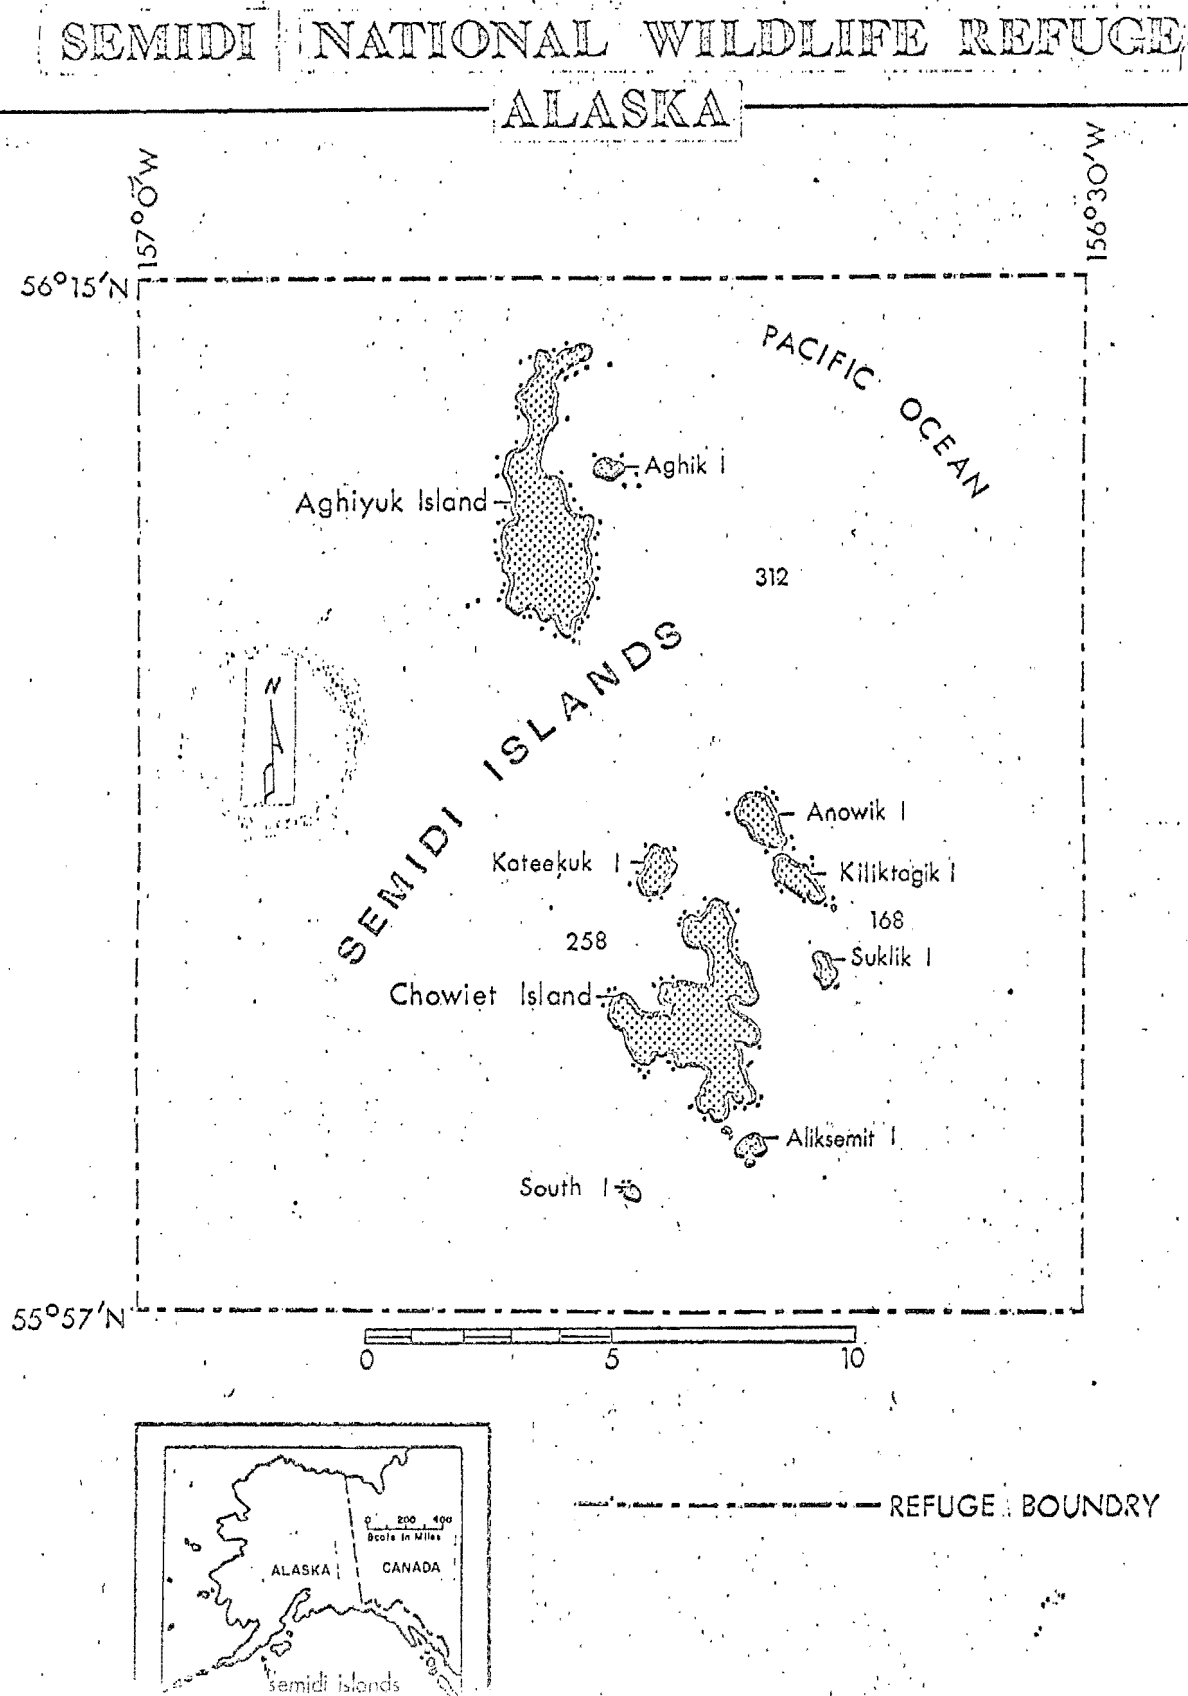 SEMIDI NATIONAL WILDLIFE REFUGE
ALASKA
157°0'W
156°30'W
56°15'N
PACIFIC OCEAN
Aghik I
Aghiyuk Island
312
SEMIDI ISLANDS
N
Anowik I
Kateekuk I
Kiliktagik I
168
258
Suklik I
Chowiet Island
Aliksemit I
South I
55°57'N
0 5 10
0 200 400
Scale in Miles
ALASKA CANADA
semidi islands
REFUGE BOUNDRY